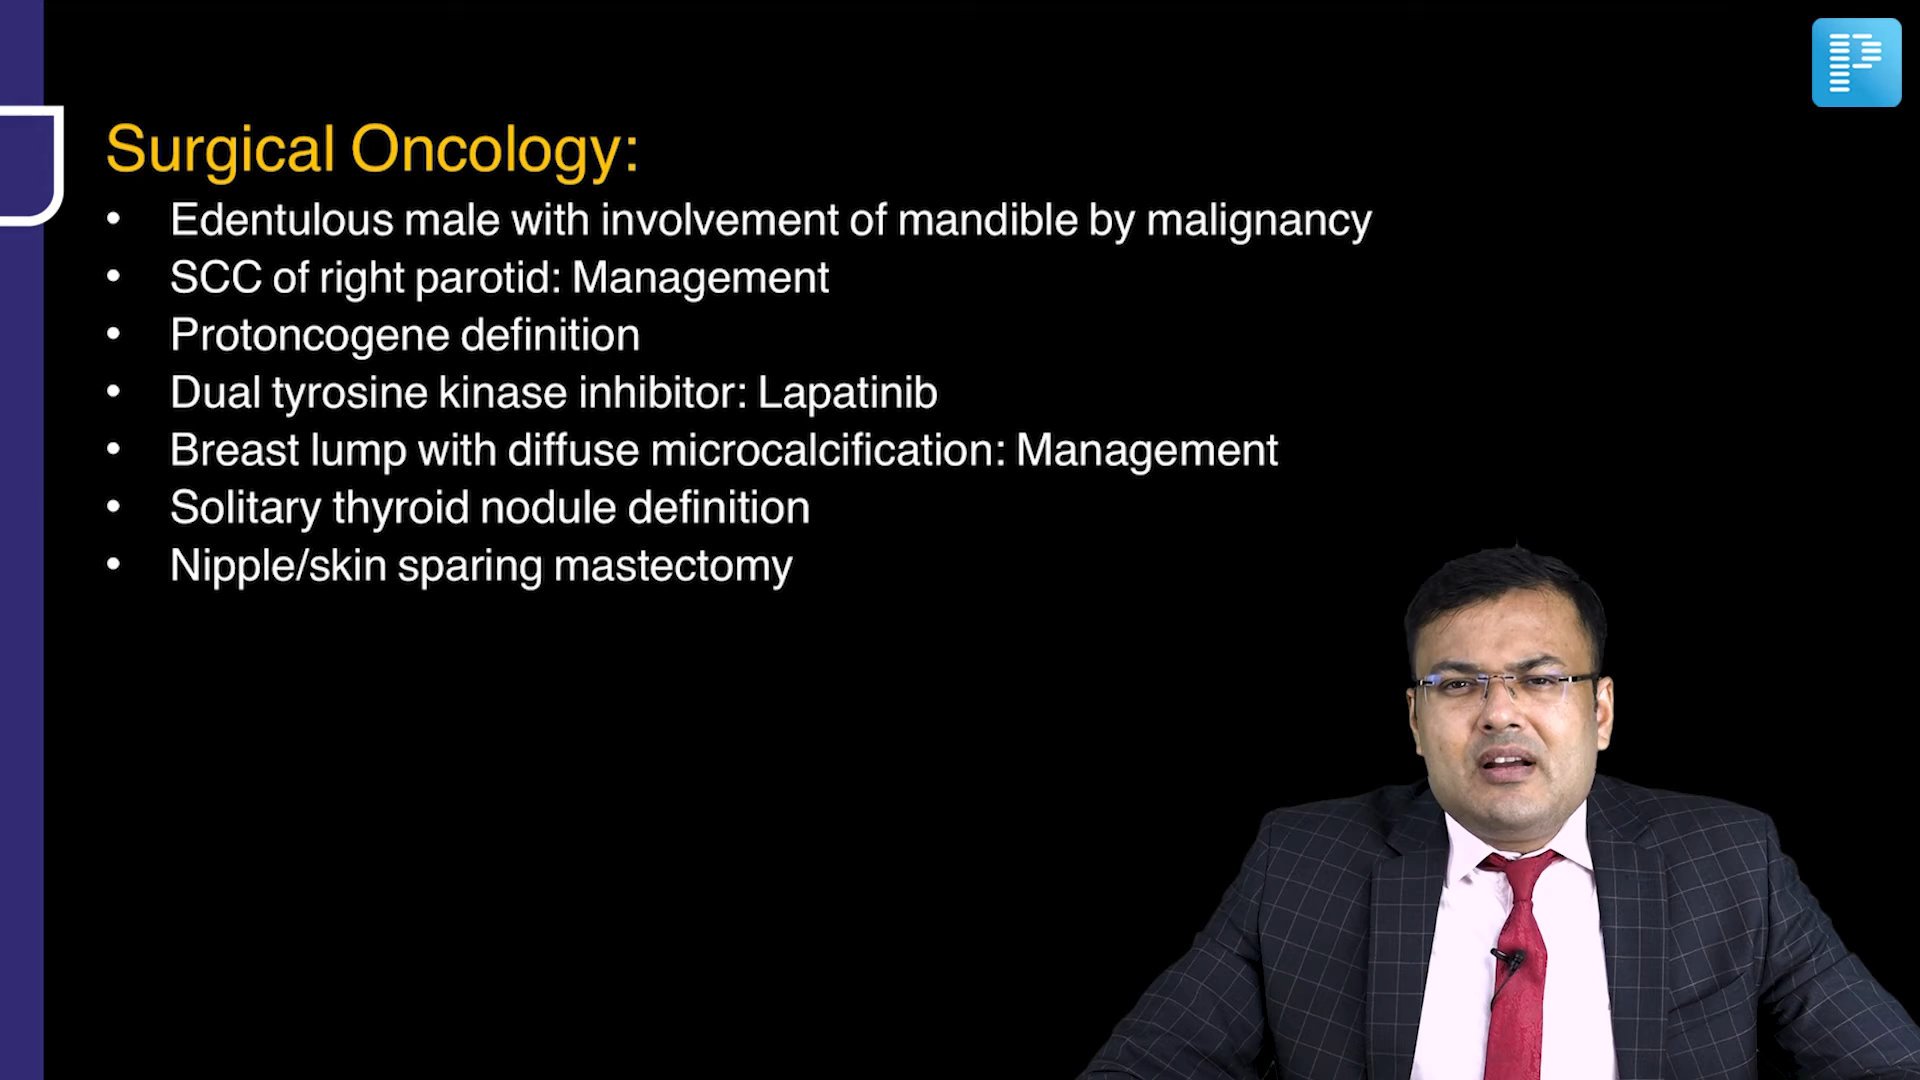 Surgical Oncology:
• Edentulous male with involvement of mandible by malignancy
• SCC of right parotid: Management
• Protoncogene definition
• Dual tyrosine kinase inhibitor: Lapatinib
• Breast lump with diffuse microcalcification: Management
• Solitary thyroid nodule definition
• Nipple/skin sparing mastectomy